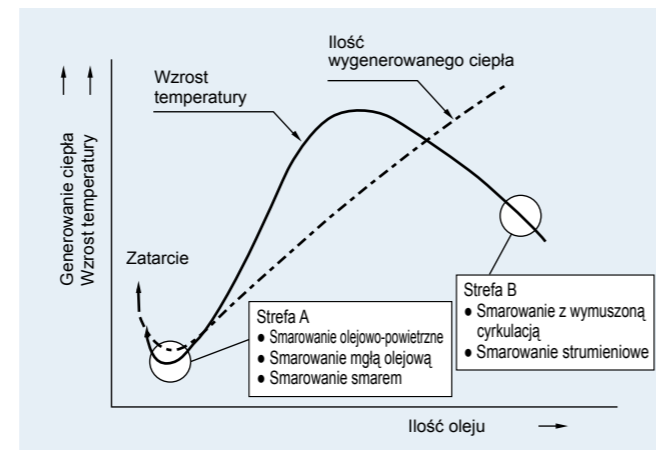 Ilość
wygenerowanego ciepła
Wzrost
temperatury
Generowanie ciepła
Wzrost temperatury
Zatarcie
Strefa A
● Smarowanie olejowo-powietrzne
● Smarowanie mgłą olejową
● Smarowanie smarem
Strefa B
● Smarowanie z wymuszoną
cyrkulacją
● Smarowanie strumieniowe
Ilość oleju